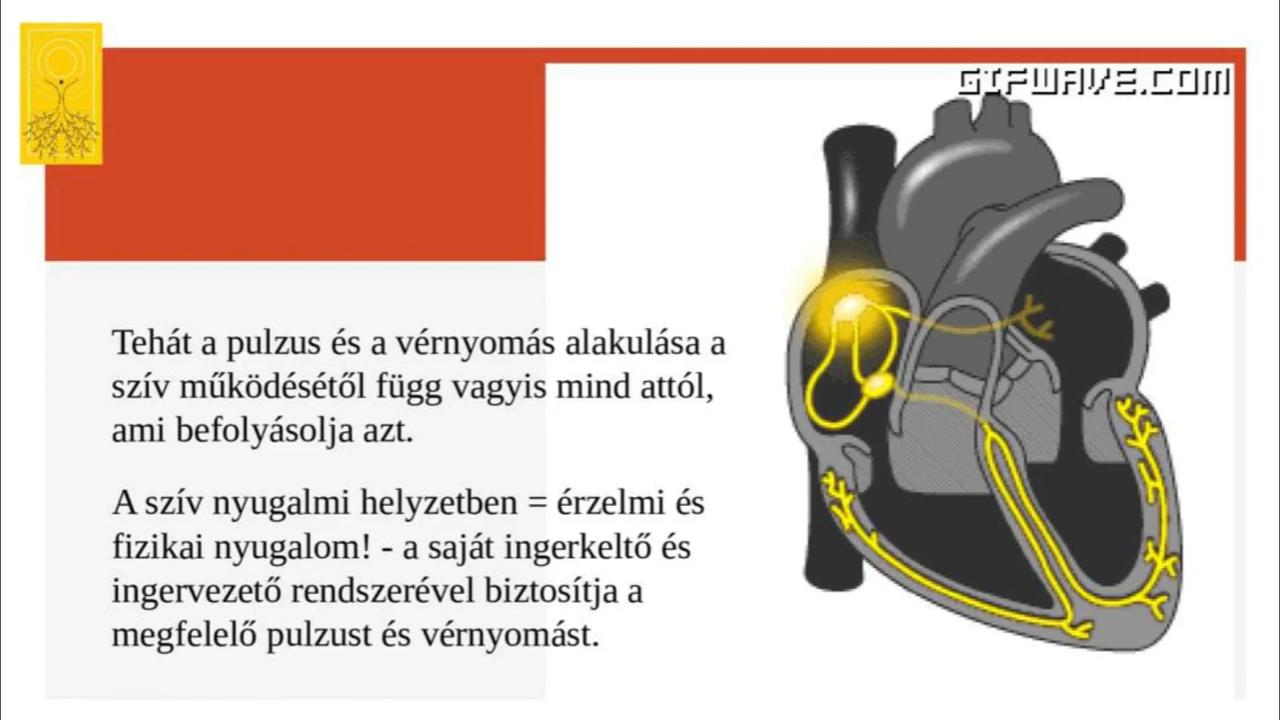 GIFWAVE.COM
Tehát a pulzus és a vérnyomás alakulása a
szív működésétől függ vagyis mind attól,
ami befolyásolja azt.
A szív nyugalmi helyzetben = érzelmi és
fizikai nyugalom! - a saját ingerkeltő és
ingervezető rendszerével biztosítja a
megfelelő pulzust és vérnyomást.